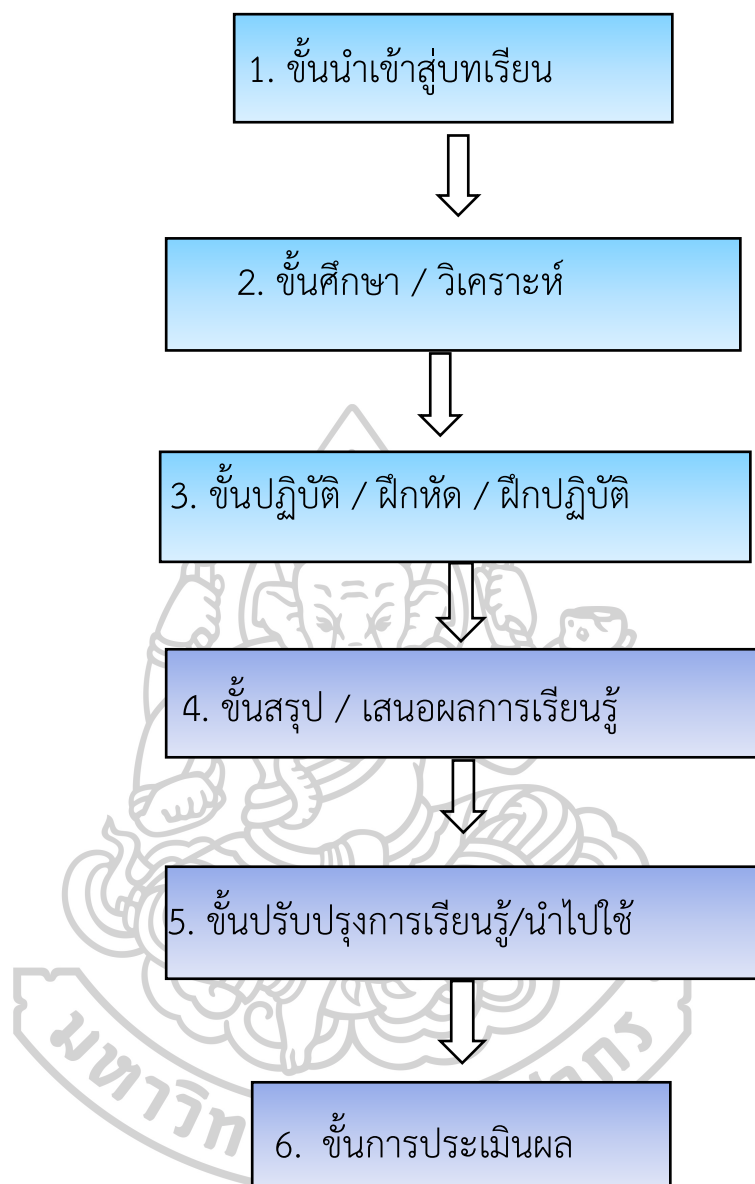 1. ขั้นนำเข้าสู่บทเรียน
2. ขั้นศึกษา / วิเคราะห์
3. ขั้นปฏิบัติ / ฝึกหัด / ฝึกปฏิบัติ
4. ขั้นสรุป / เสนอผลการเรียนรู้
5. ขั้นปรับปรุงการเรียนรู้/นำไปใช้
6. ขั้นการประเมินผล